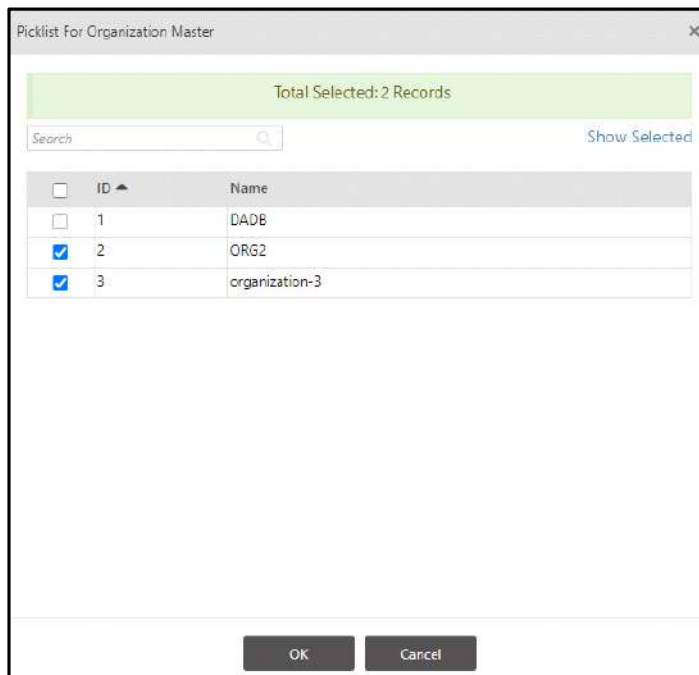 Picklist For Organization Master
Total Selected: 2 Records
Search
Show Selected
ID Name
1 DADB
2 ORG2
3 organization-3
OK Cancel